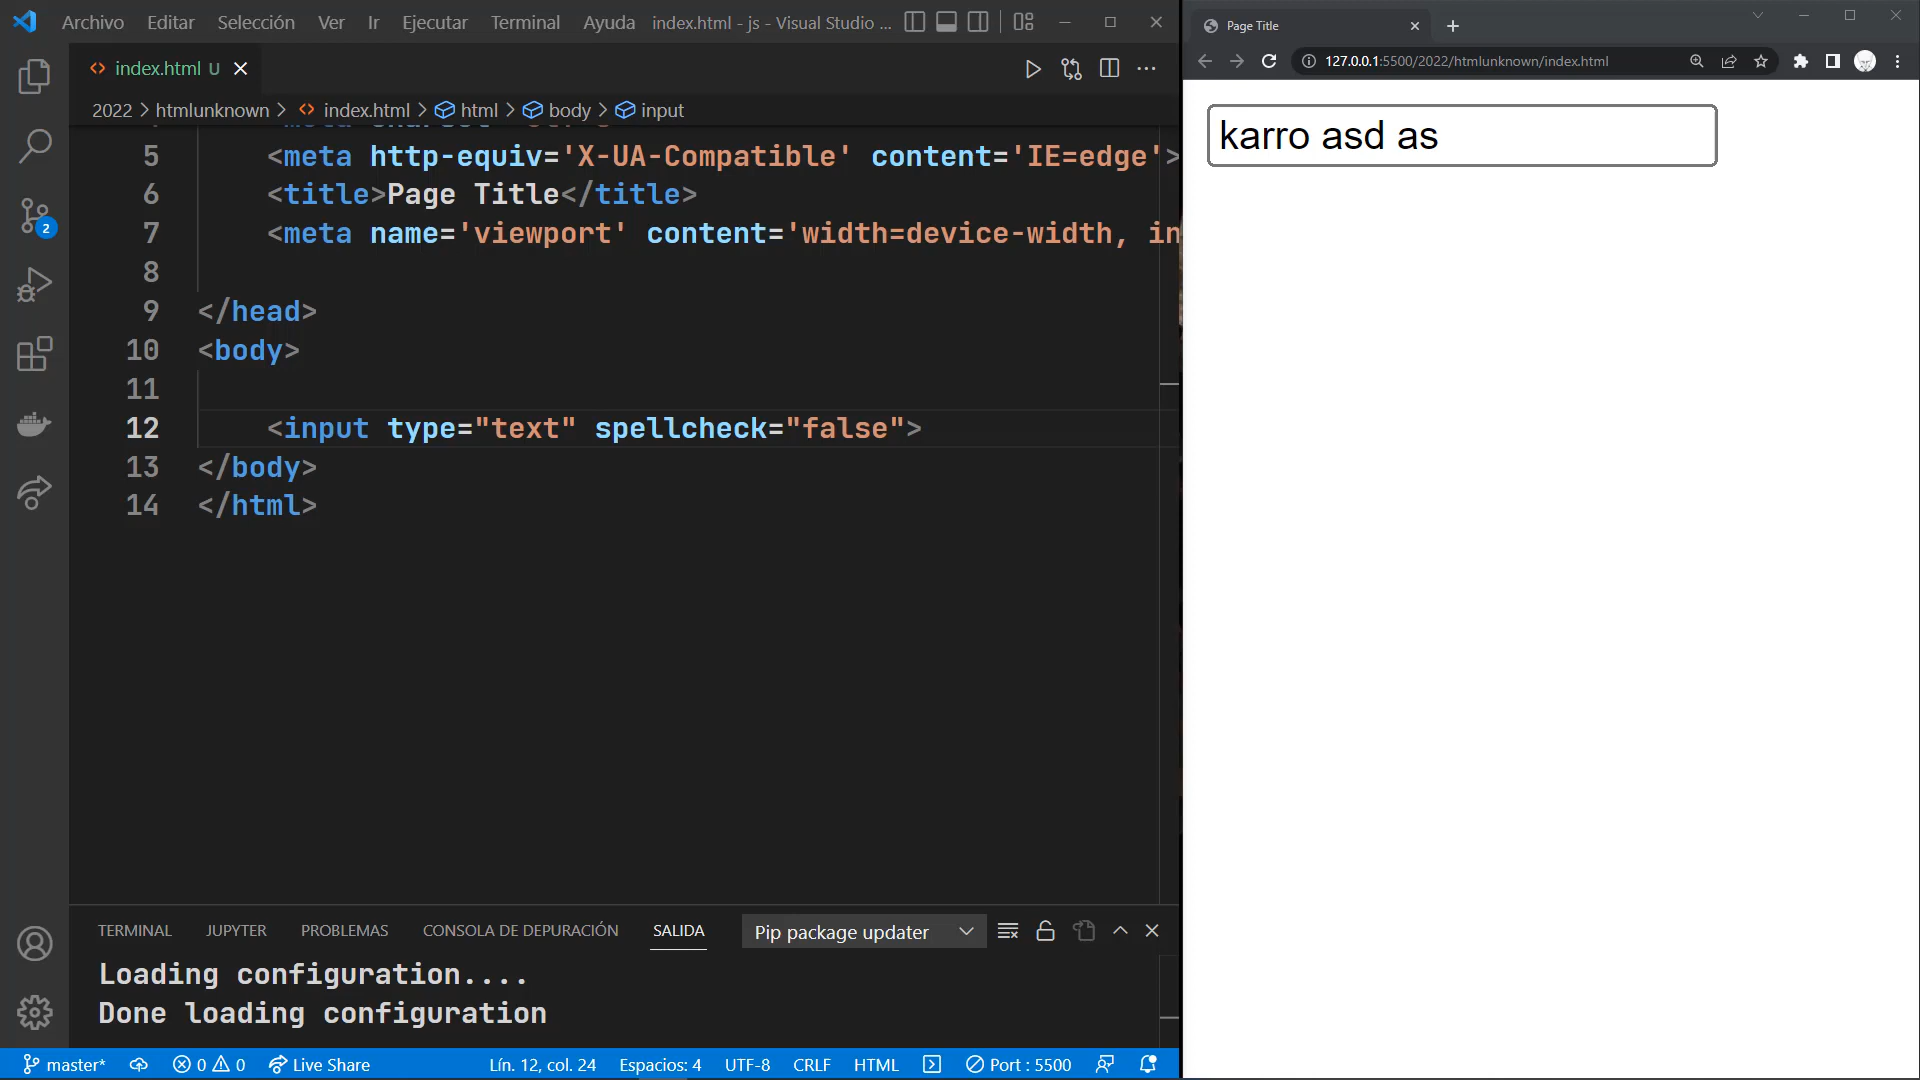 Archivo Editar Selección Ver Ir Ejecutar Terminal Ayuda index.html - js - Visual Studio ...
index.html U
2022 > htmlunknown > index.html > html > body > input
5 <meta http-equiv='X-UA-Compatible' content='IE=edge'>
6 <title>Page Title</title>
7 <meta name='viewport' content='width=device-width, in
8
9 </head>
10 <body>
11
12 <input type="text" spellcheck="false">
13 </body>
14 </html>
TERMINAL JUPYTER PROBLEMAS CONSOLA DE DEPURACIÓN SALIDA Pip package updater
Loading configuration....
Done loading configuration
2
master* 0 0 Live Share Lín. 12, col. 24 Espacios: 4 UTF-8 CRLF HTML Port : 5500
Page Title
127.0.0.1:5500/2022/htmlunknown/index.html
karro asd as